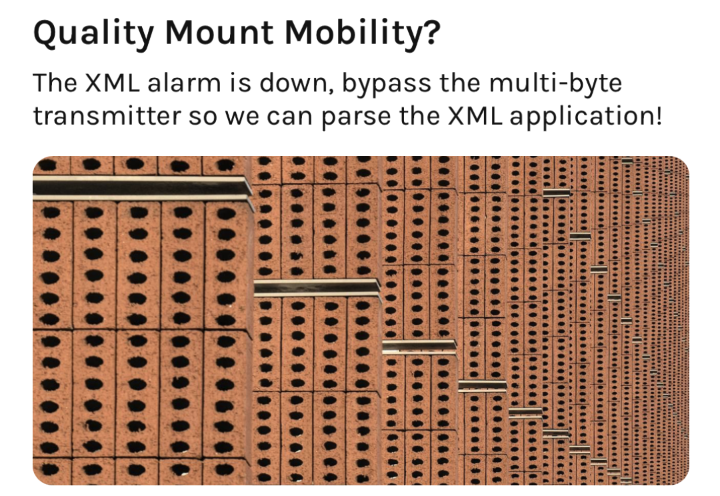 Quality Mount Mobility?
The XML alarm is down, bypass the multi-byte
transmitter so we can parse the XML application!